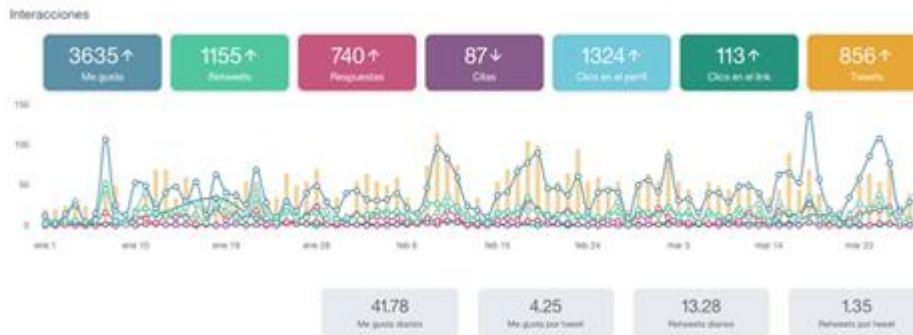 Interacciones
3635↑ 1155↑ 740↑ 87↓ 1324↑ 113↑ 856↑
Me gusta Retweets Respuestas Citas Clics en el perfil Clics en el link Tweets
150
100
50
0
ene 1 ene 10 ene 19 ene 28 feb 6 feb 15 feb 24 mar 5 mar 14 mar 23
41.78 4.25 13.28 1.35
Me gusta diarios Me gusta por tweet Retweets diarios Retweets por tweet